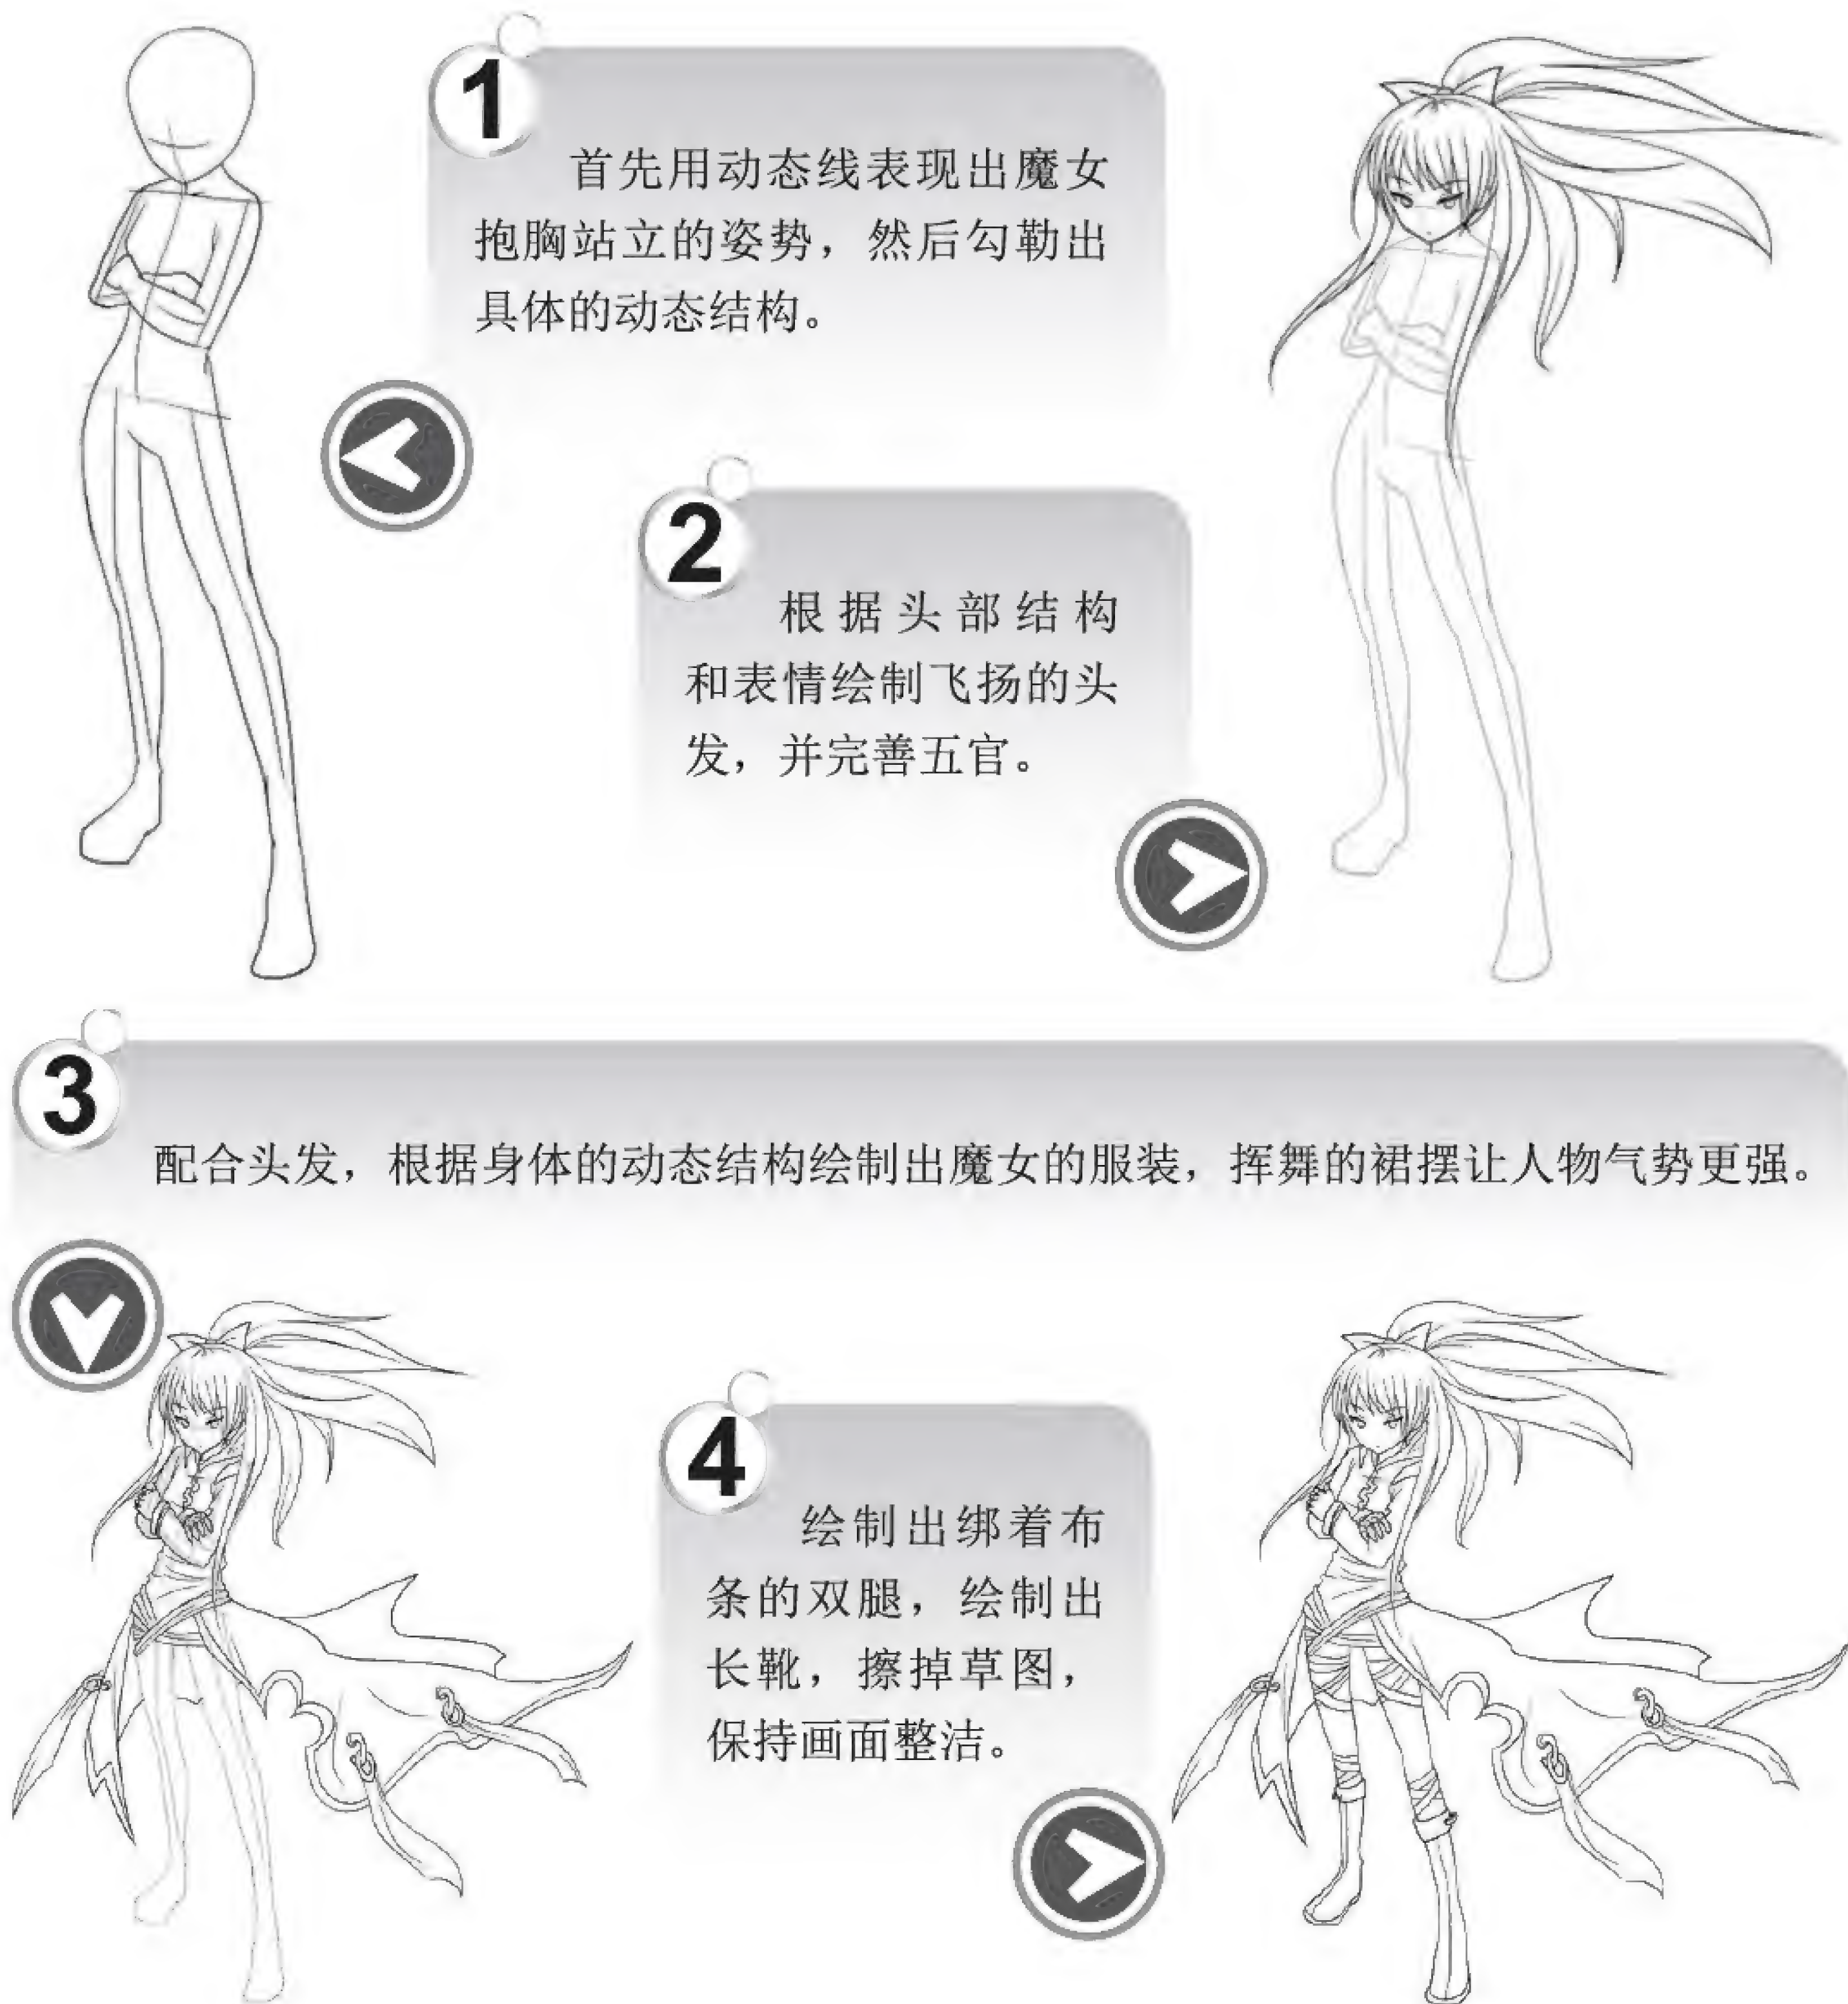 1
首先用动态线表现出魔女
抱胸站立的姿势，然后勾勒出
具体的动态结构。
2
根据头部结构
和表情绘制飞扬的头
发，并完善五官。
3
配合头发，根据身体的动态结构绘制出魔女的服装，挥舞的裙摆让人物气势更强。
4
绘制出绑着布
条的双腿，绘制出
长靴，擦掉草图，
保持画面整洁。